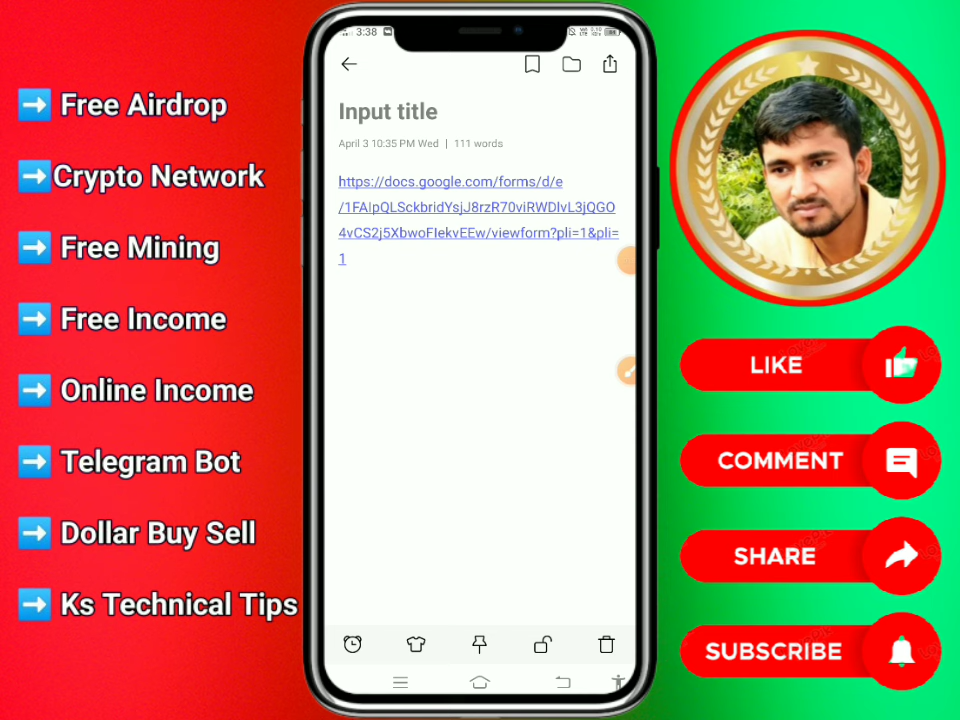 Free Airdrop
Crypto Network
Free Mining
Free Income
Online Income
Telegram Bot
Dollar Buy Sell
Ks Technical Tips
3:38
Input title
April 3 10:35 PM Wed | 111 words
https://docs.google.com/forms/d/e
/1FAIpQLSckbridYsjJ8rzR70viRWDIvL3jQGO
4vCS2j5XbwoFIekvEEw/viewform?pli=1&pli=
1
LIKE
COMMENT
SHARE
SUBSCRIBE